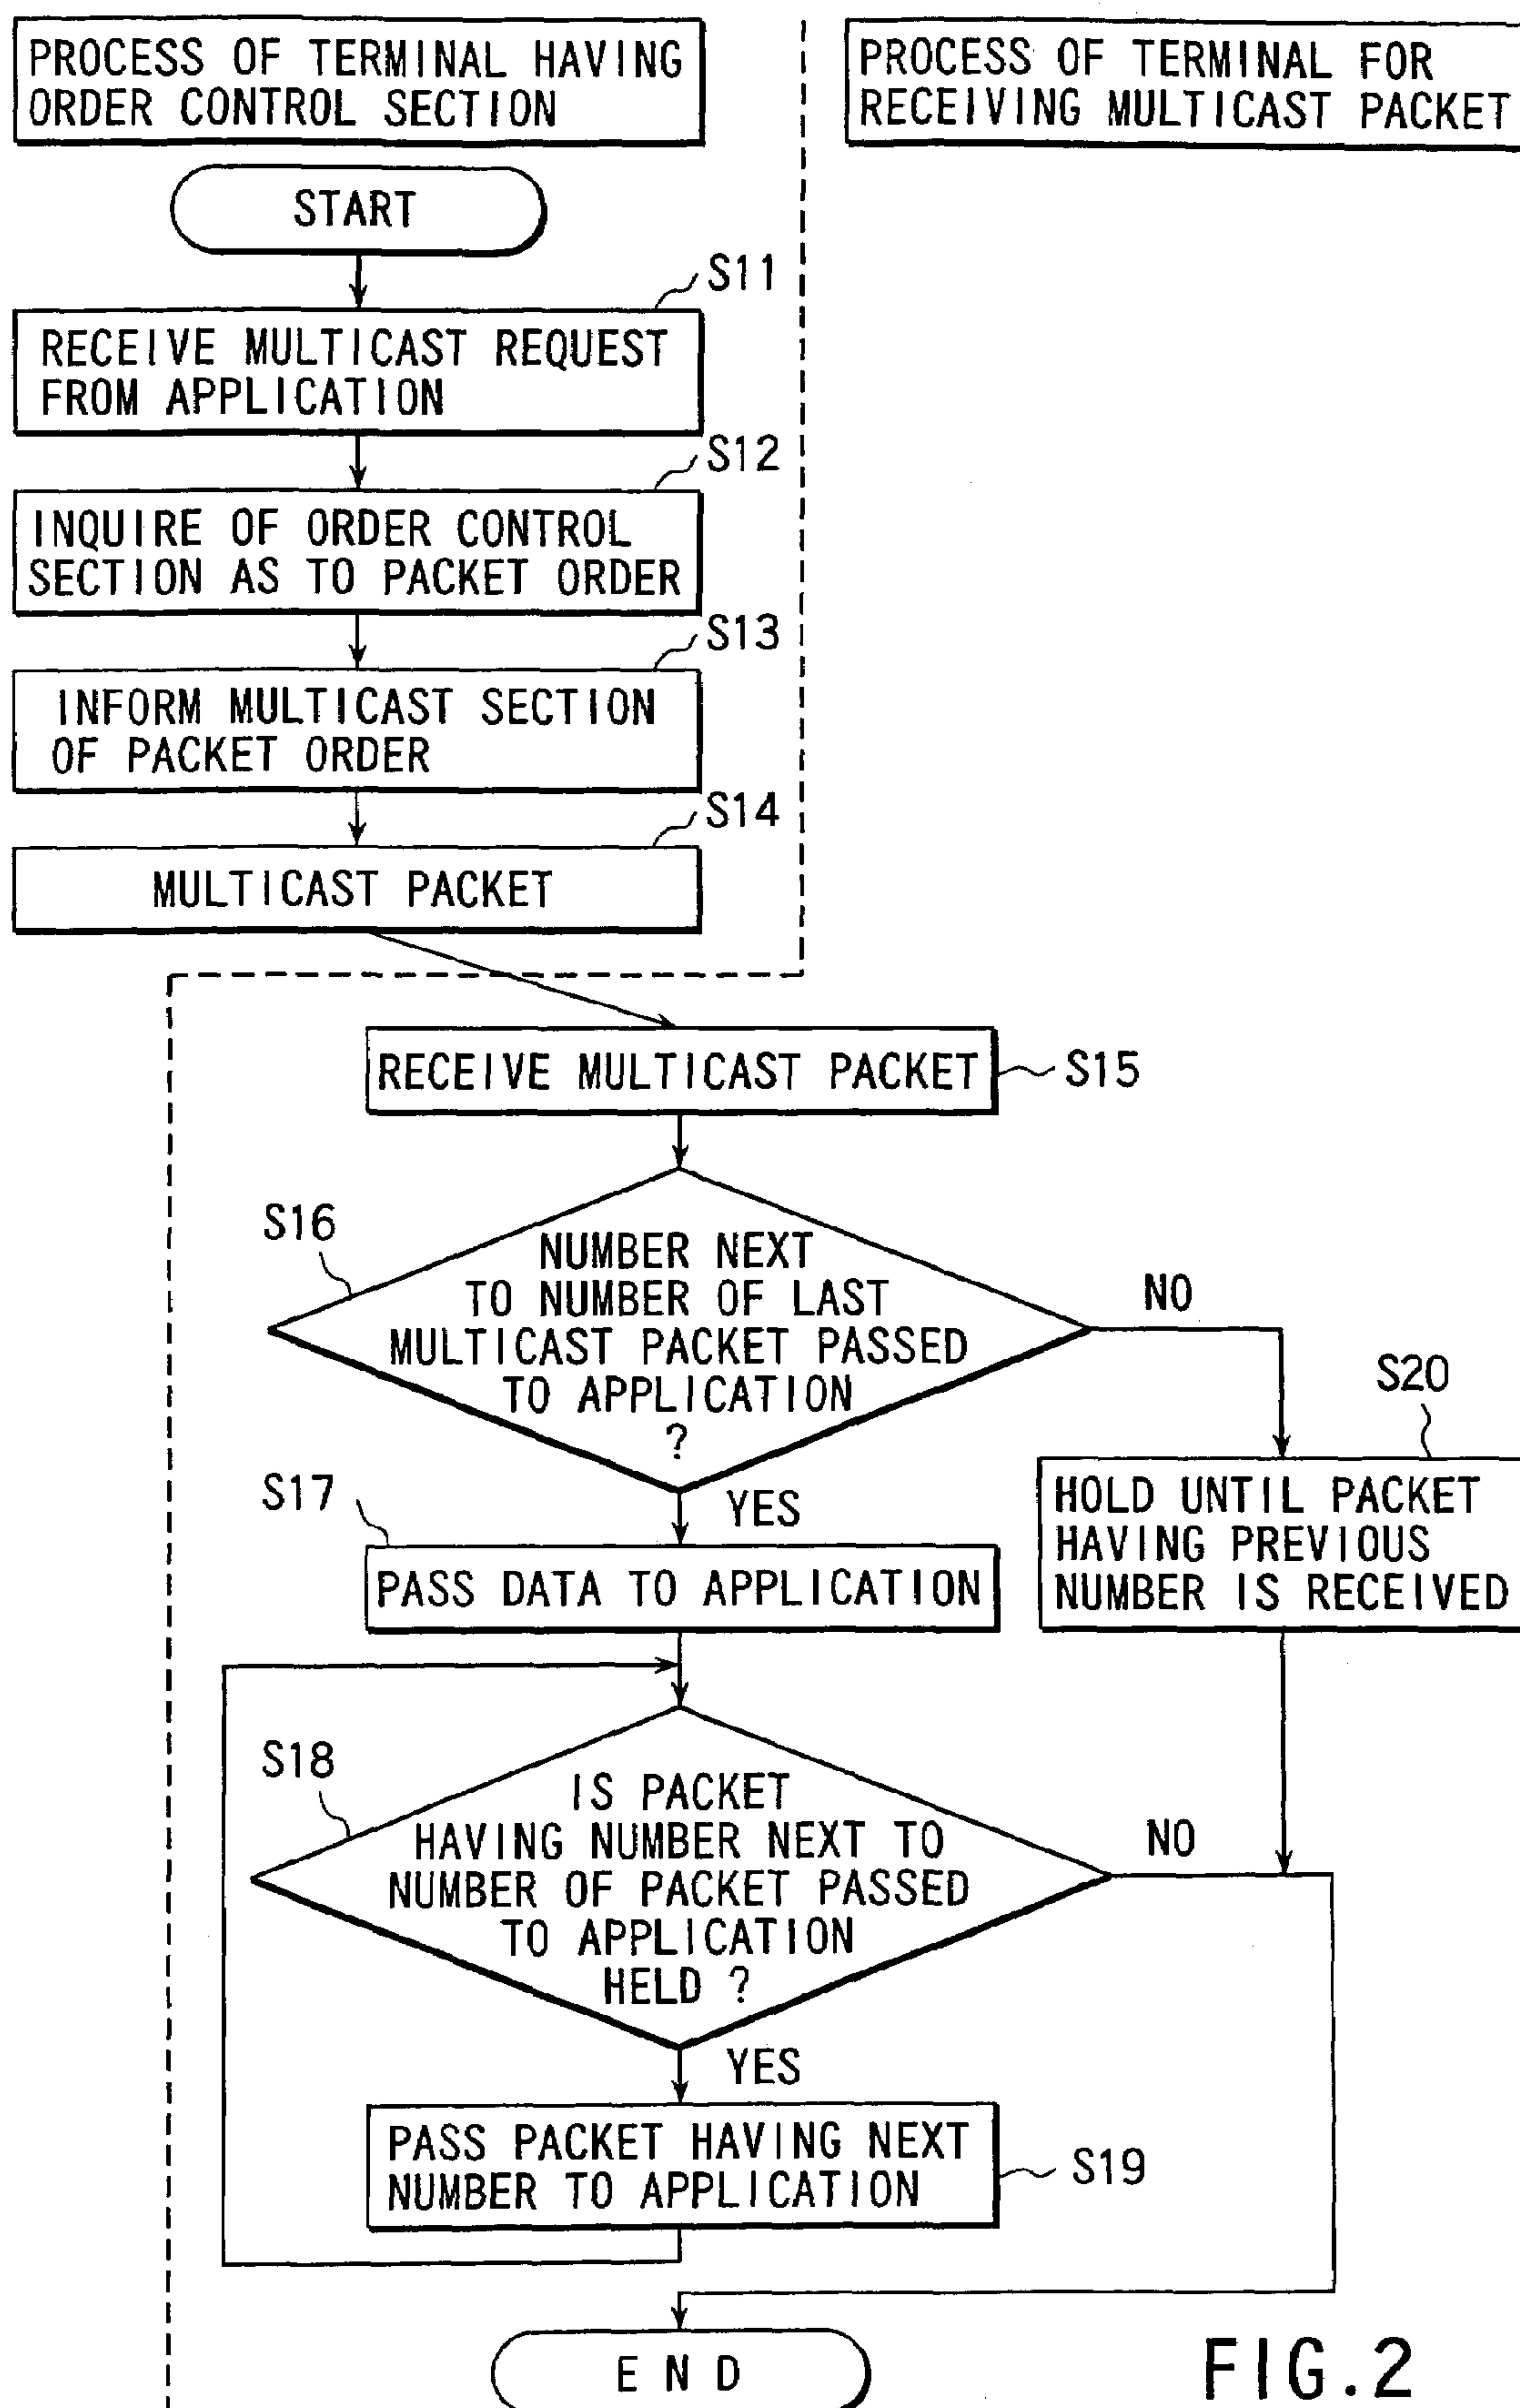 PROCESS OF TERMINAL HAVING
ORDER CONTROL SECTION
PROCESS OF TERMINAL FOR
RECEIVING MULTICAST PACKET
START
S11
RECEIVE MULTICAST REQUEST
FROM APPLICATION
S12
INQUIRE OF ORDER CONTROL
SECTION AS TO PACKET ORDER
S13
INFORM MULTICAST SECTION
OF PACKET ORDER
S14
MULTICAST PACKET
RECEIVE MULTICAST PACKET
S15
S16
NUMBER NEXT
TO NUMBER OF LAST
MULTICAST PACKET PASSED
TO APPLICATION
?
NO
S20
HOLD UNTIL PACKET
HAVING PREVIOUS
NUMBER IS RECEIVED
YES
S17
PASS DATA TO APPLICATION
S18
IS PACKET
HAVING NUMBER NEXT TO
NUMBER OF PACKET PASSED
TO APPLICATION
HELD ?
NO
YES
PASS PACKET HAVING NEXT
NUMBER TO APPLICATION
S19
END
FIG.2